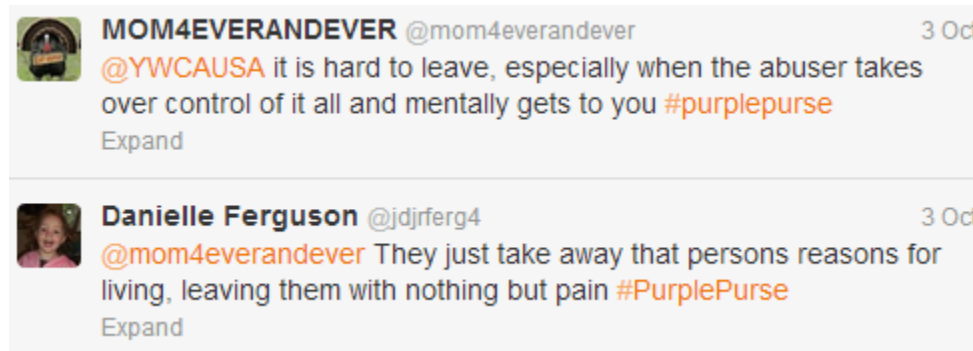 MOM4EVERANDEVER @mom4everandever 3 Oct
@YWCAUSA it is hard to leave, especially when the abuser takes
over control of it all and mentally gets to you #purplepurse
Expand
Danielle Ferguson @jdjrferg4 3 Oct
@mom4everandever They just take away that persons reasons for
living, leaving them with nothing but pain #PurplePurse
Expand